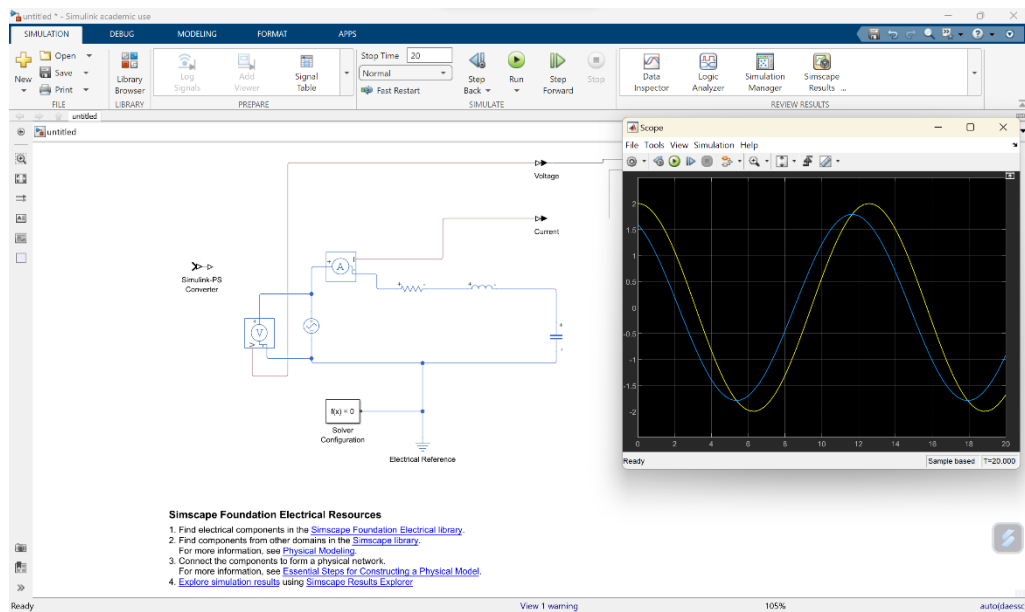 untitled * - Simulink academic use
SIMULATION DEBUG MODELING FORMAT APPS
New
Open
Save
Print
FILE
Library
Browser
LIBRARY
Log
Signals
Add
Viewer
Signal
Table
PREPARE
Stop Time 20
Normal
Fast Restart
Step
Back
Run
Step
Forward
Stop
SIMULATE
Data
Inspector
Logic
Analyzer
Simulation
Manager
Simscape
Results ...
REVIEW RESULTS
untitled
untitled
Voltage
Current
Simulink-PS
Converter
A
V
f(x) = 0
Solver
Configuration
Electrical Reference
Scope
File Tools View Simulation Help
2
1.5
1
0.5
0
-0.5
-1
-1.5
-2
0 2 4 6 8 10 12 14 16 18 20
Ready Sample based T=20.000
Simscape Foundation Electrical Resources
1. Find electrical components in the Simscape Foundation Electrical library.
2. Find components from other domains in the Simscape library.
For more information, see Physical Modeling.
3. Connect the components to form a physical network.
For more information, see Essential Steps for Constructing a Physical Model.
4. Explore simulation results using Simscape Results Explorer
Ready View 1 warning 105% auto(daessc